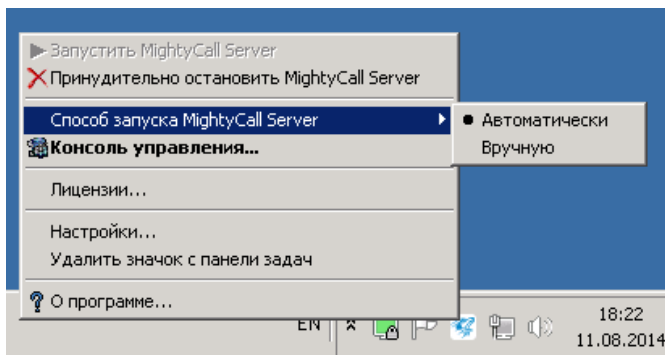 Запустить MightyCall Server
Принудительно остановить MightyCall Server
Способ запуска MightyCall Server
Автоматически
Вручную
Консоль управления...
Лицензии...
Настройки...
Удалить значок с панели задач
О программе...
EN
18:22
11.08.2014